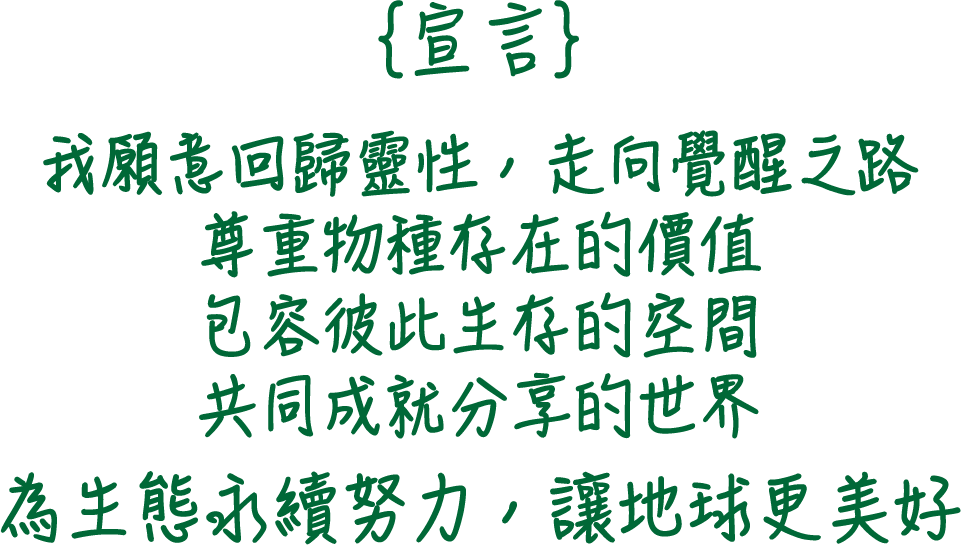 {宣言}
我願意回歸靈性，走向覺醒之路
尊重物種存在的價值
包容彼此生存的空間
共同成就分享的世界
為生態永續努力，讓地球更美好